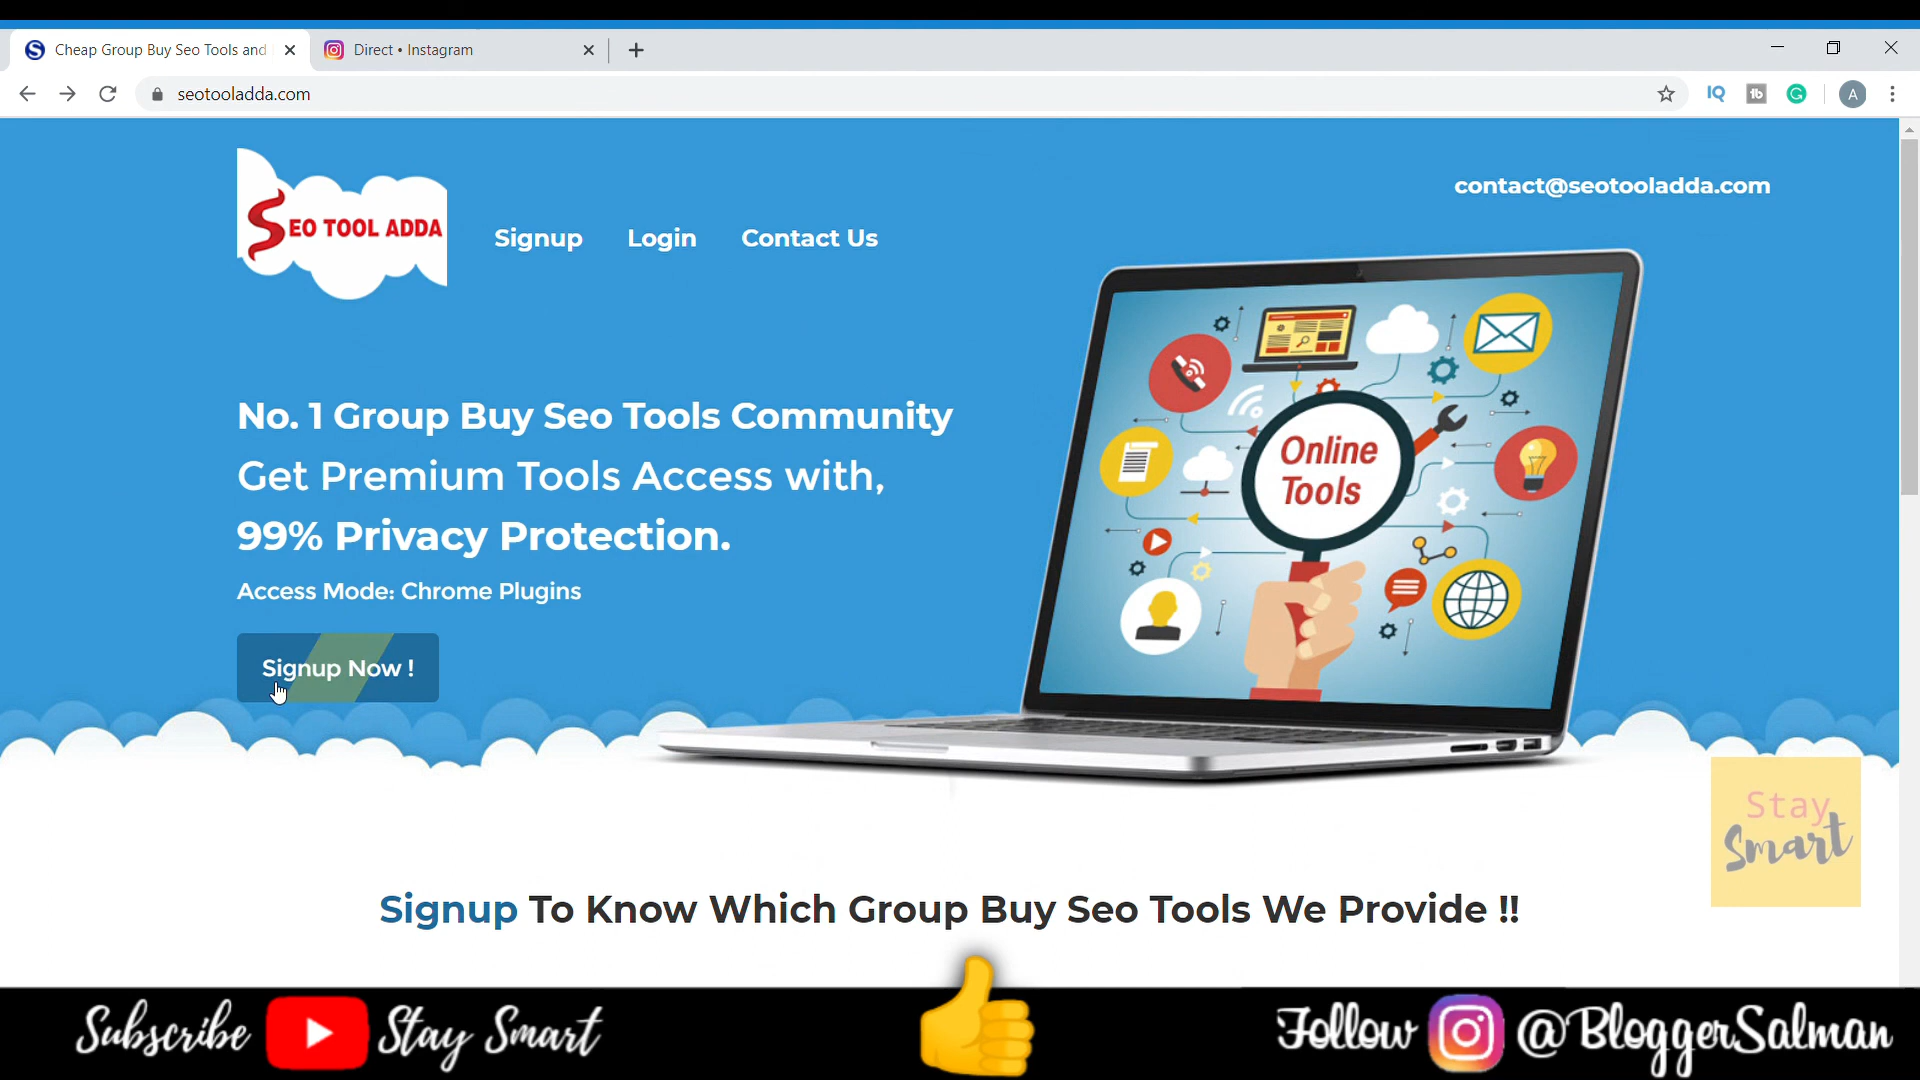 Cheap Group Buy Seo Tools and
Direct • Instagram
seotooladda.com
IQ
tb
G
A
SEO TOOL ADDA
Signup
Login
Contact Us
contact@seotooladda.com
No. 1 Group Buy Seo Tools Community
Get Premium Tools Access with,
99% Privacy Protection.
Access Mode: Chrome Plugins
Signup Now !
Online
Tools
Stay
Smart
Signup To Know Which Group Buy Seo Tools We Provide !!
Subscribe
Stay Smart
Follow
@BloggerSalman